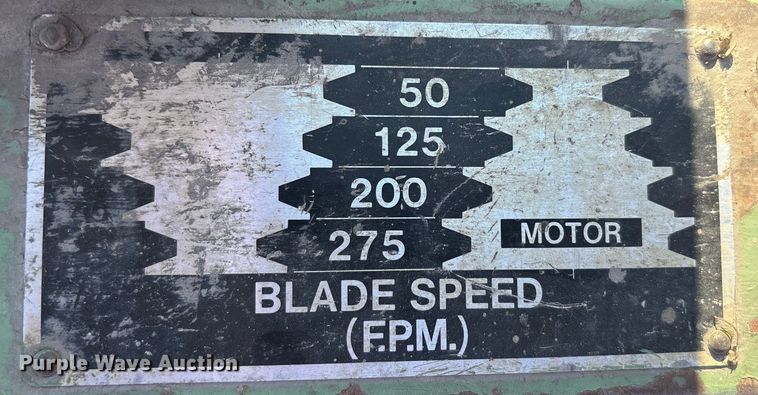 50
125
200
275
MOTOR
BLADE SPEED
(F.P.M.)
Purple Wave Auction